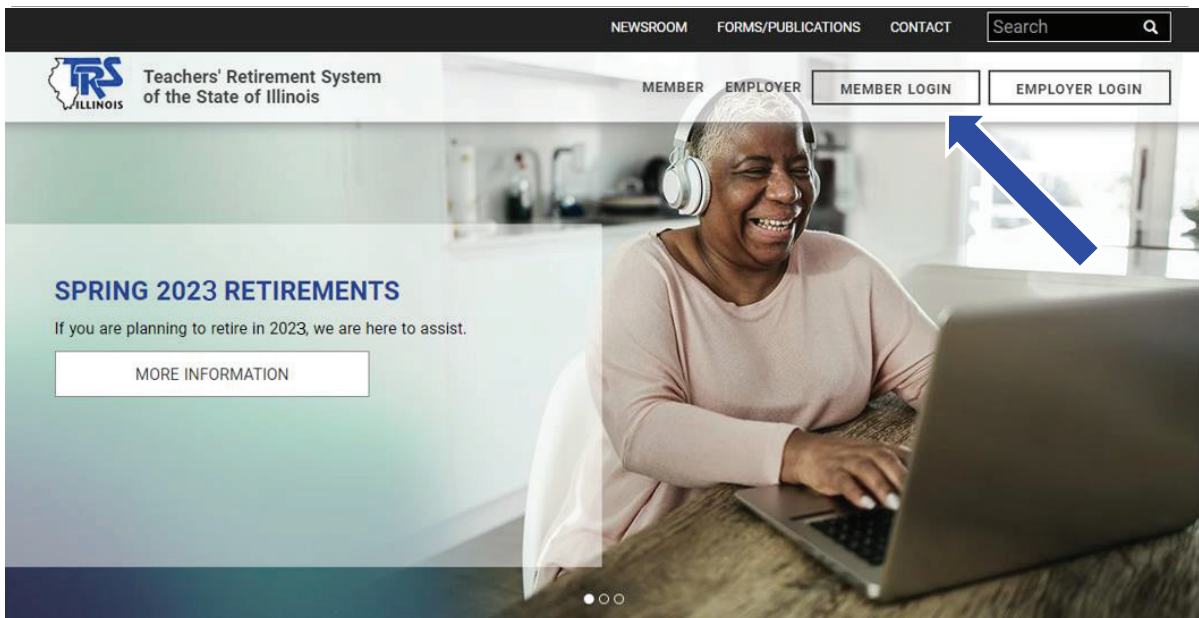 NEWSROOM FORMS/PUBLICATIONS CONTACT Search
TRS
ILLINOIS
Teachers' Retirement System
of the State of Illinois
MEMBER EMPLOYER MEMBER LOGIN EMPLOYER LOGIN
SPRING 2023 RETIREMENTS
If you are planning to retire in 2023, we are here to assist.
MORE INFORMATION